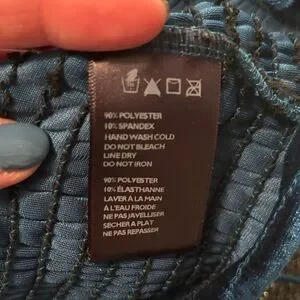 90% POLYESTER
10% SPANDEX
HAND WASH COLD
DO NOT BLEACH
LINE DRY
DO NOT IRON
90% POLYESTER
10% ÉLASTHANNE
LAVER À LA MAIN
À L'EAU FROIDE
NE PAS JAVELLISER
SECHER A PLAT
NE PAS REPASSER